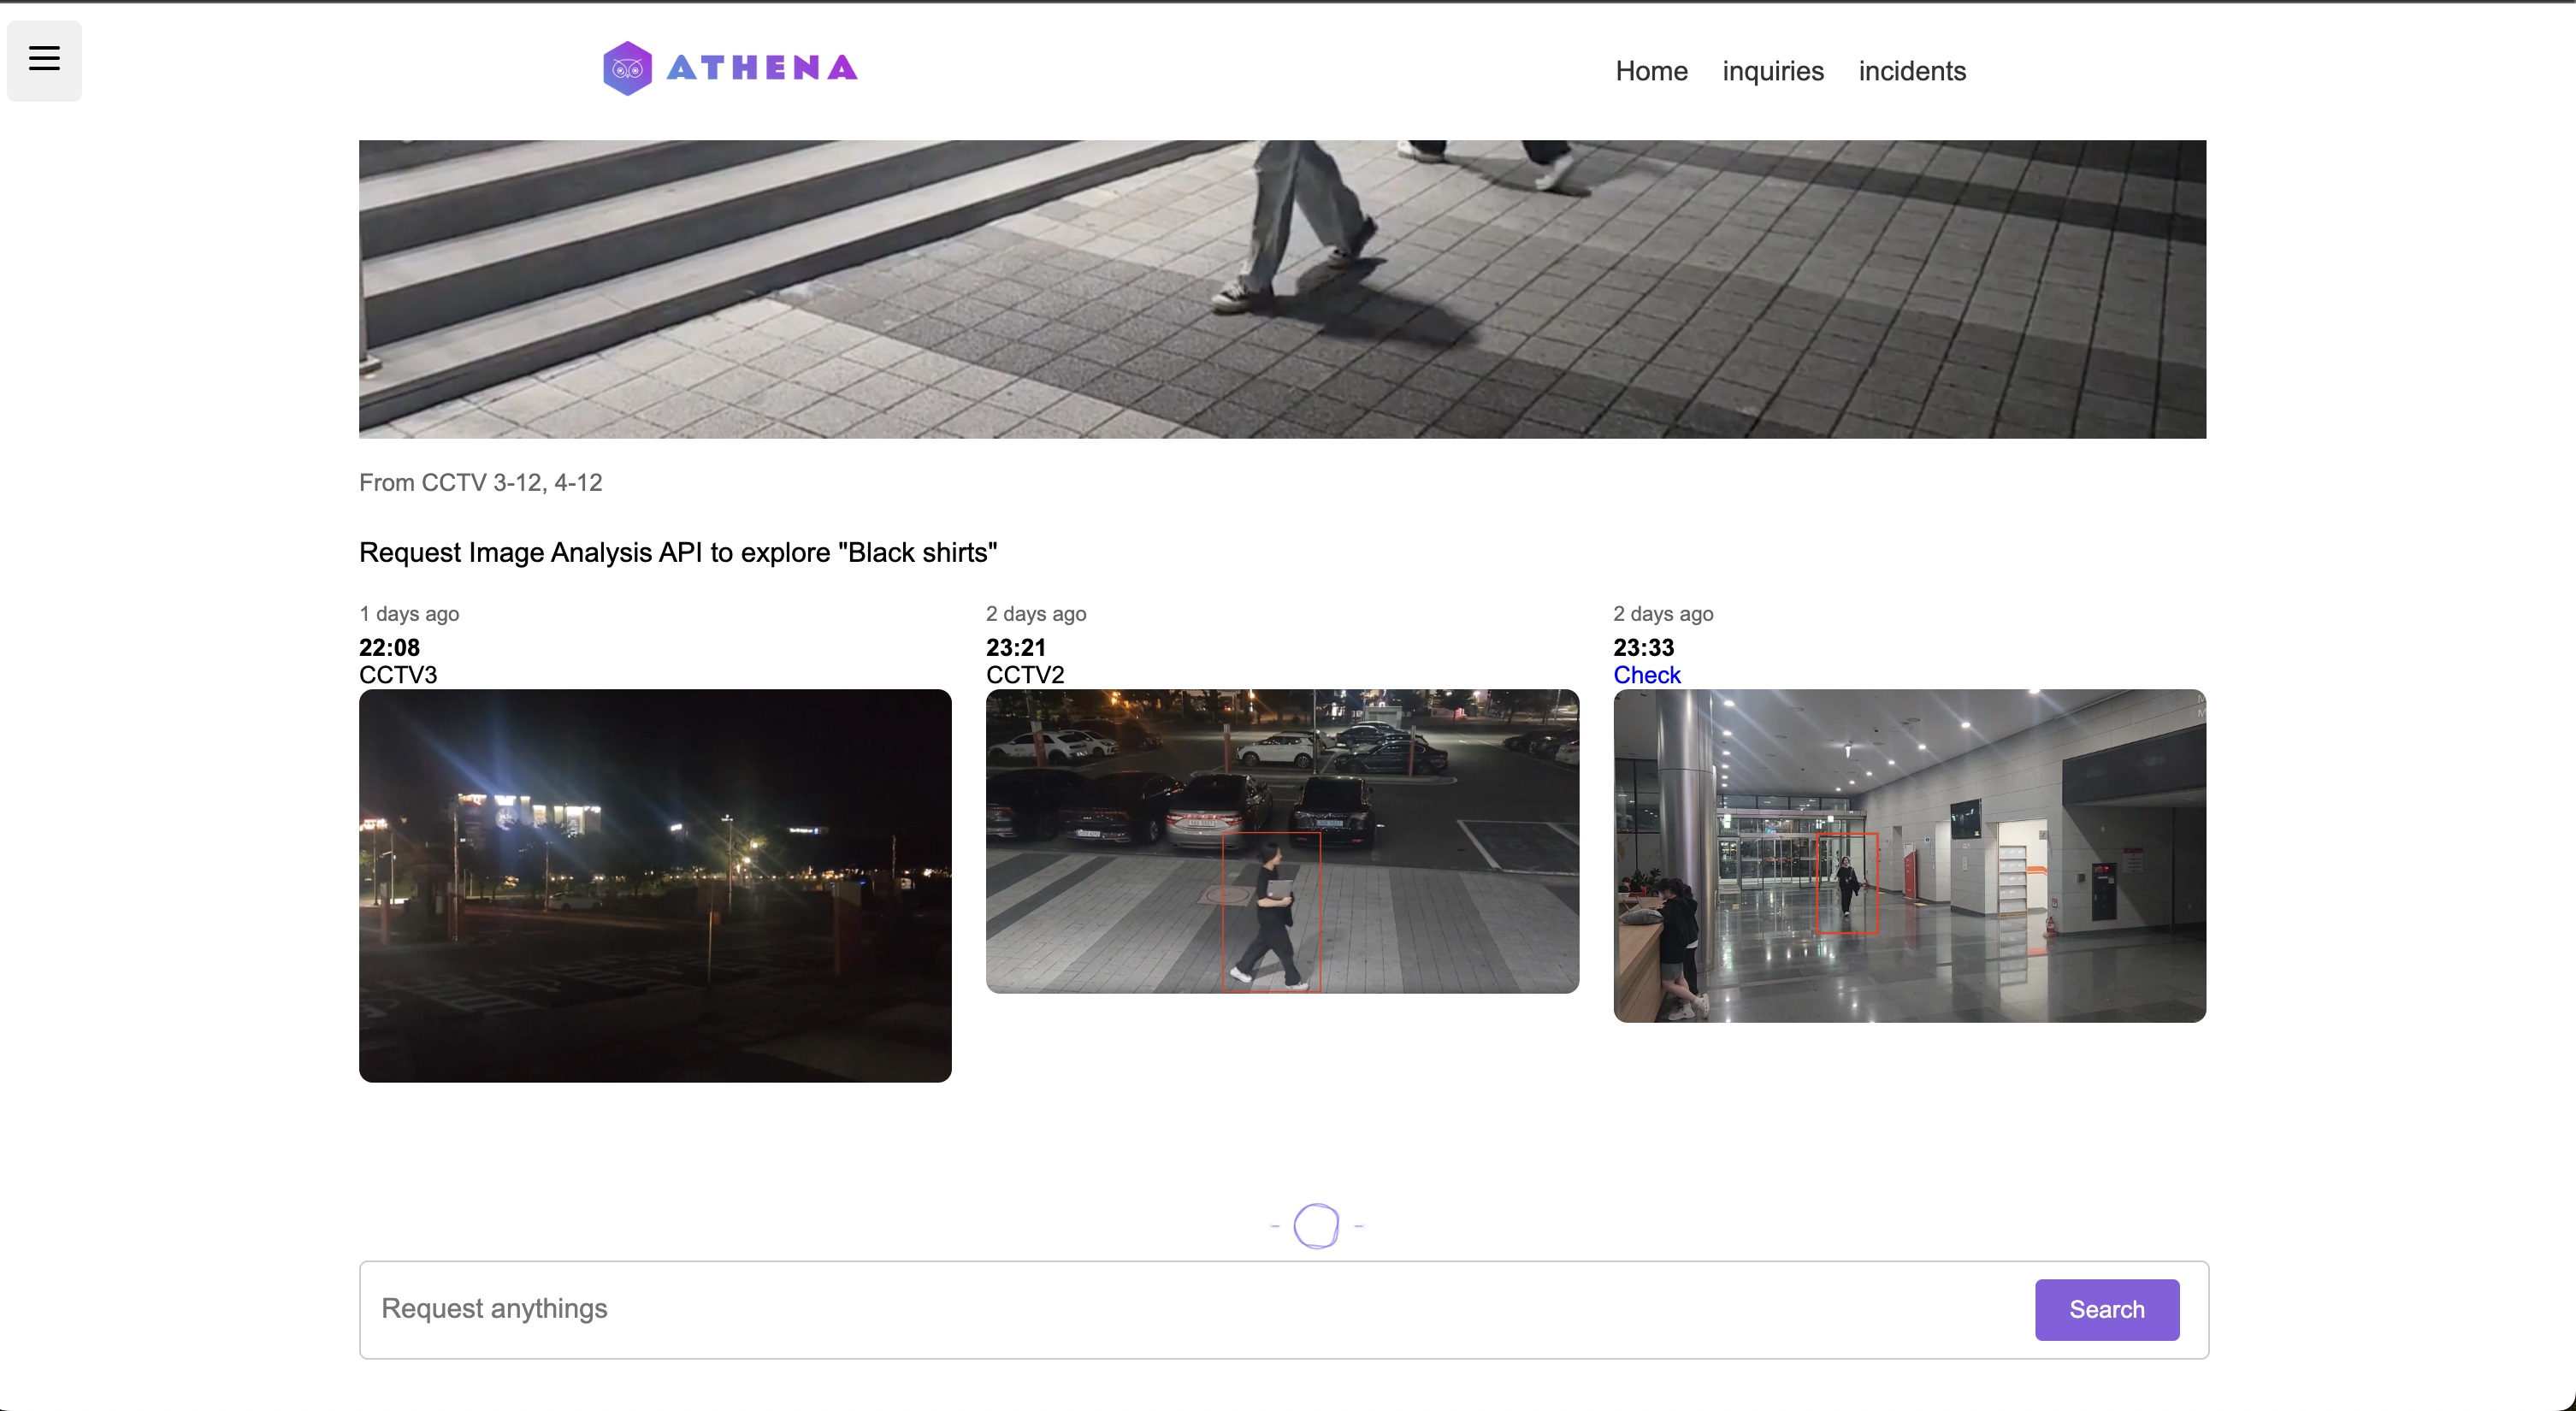 ATHENA
Home inquiries incidents
From CCTV 3-12, 4-12
Request Image Analysis API to explore "Black shirts"
1 days ago
22:08
CCTV3
2 days ago
23:21
CCTV2
2 days ago
23:33
Check
Request anythings
Search